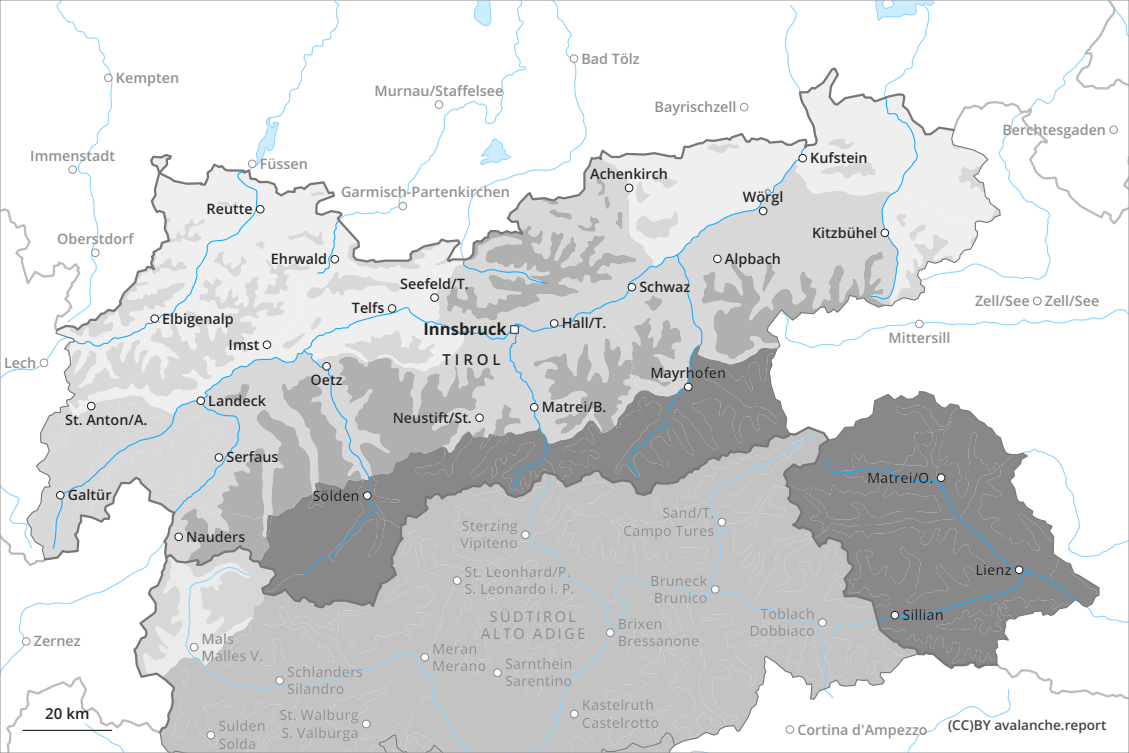 Kempten
Bad Tölz
Murnau/Staffelsee
Bayrischzell
Berchtesgaden
Immenstadt
Füssen
Kufstein
Achenkirch
Garmisch-Partenkirchen
Wörgl
Reutte
Kitzbühel
Oberstdorf
Ehrwald
Alpbach
Seefeld/T.
Schwaz
Zell/See
Zell/See
Telfs
Elbigenalp
Innsbruck
Hall/T.
Mittersill
Imst
TIROL
Lech
Oetz
Mayrhofen
Landeck
Matrei/B.
St. Anton/A.
Neustift/St.
Serfaus
Matrei/O.
Galtür
Sölden
Sand/T.
Campo Tures
Sterzing
Vipiteno
Nauders
St. Leonhard/P.
S. Leonardo i. P.
Lienz
Bruneck
Brunico
SÜDTIROL
ALTO ADIGE
Toblach
Dobbiaco
Sillian
Brixen
Bressanone
Zernez
Mals
Malles V.
Meran
Merano
Sarnthein
Sarentino
Schlanders
Silandro
Kastelruth
Castelrotto
20 km
St. Walburg
S. Valburga
Sulden
Solda
Cortina d'Ampezzo
(CC)BY avalanche.report